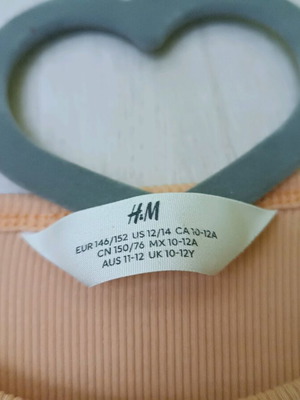 H&M
EUR 146/152 US 12/14 CA 10-12A
CN 150/76 MX 10-12A
AUS 11-12 UK 10-12Y